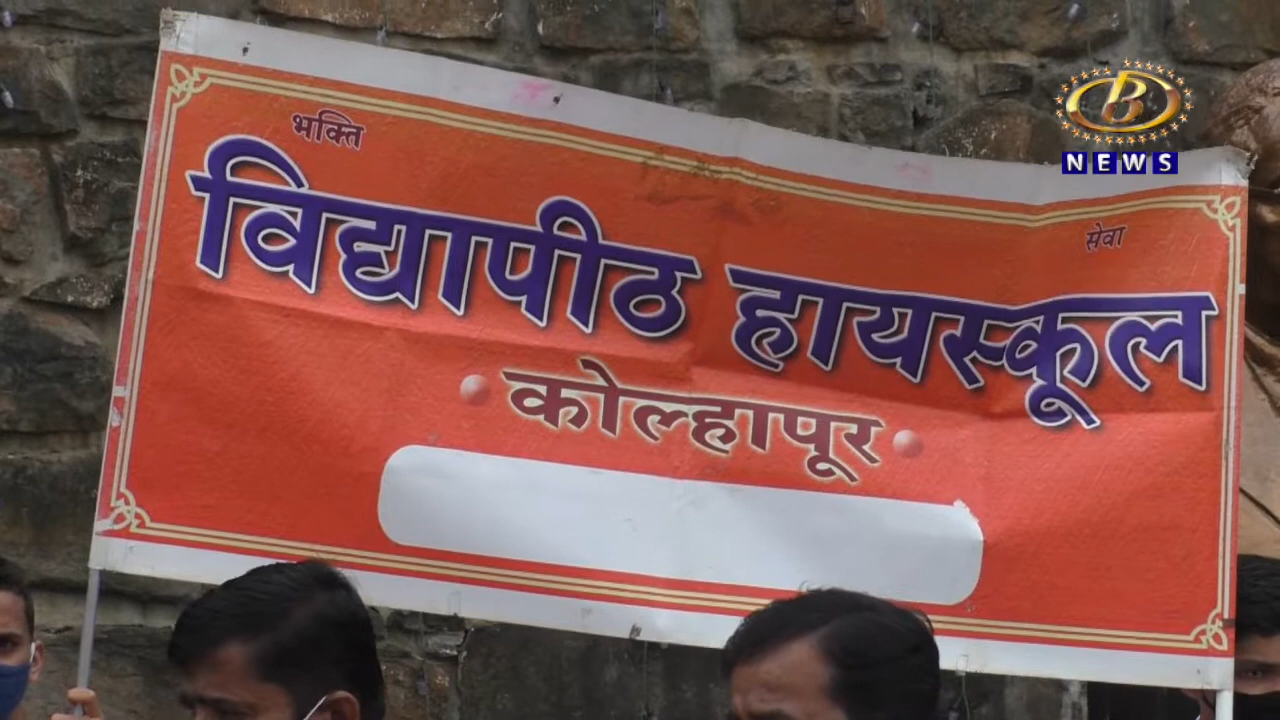 B
NEWS
भक्ति
सेवा
विद्यापीठ हायस्कूल
कोल्हापूर